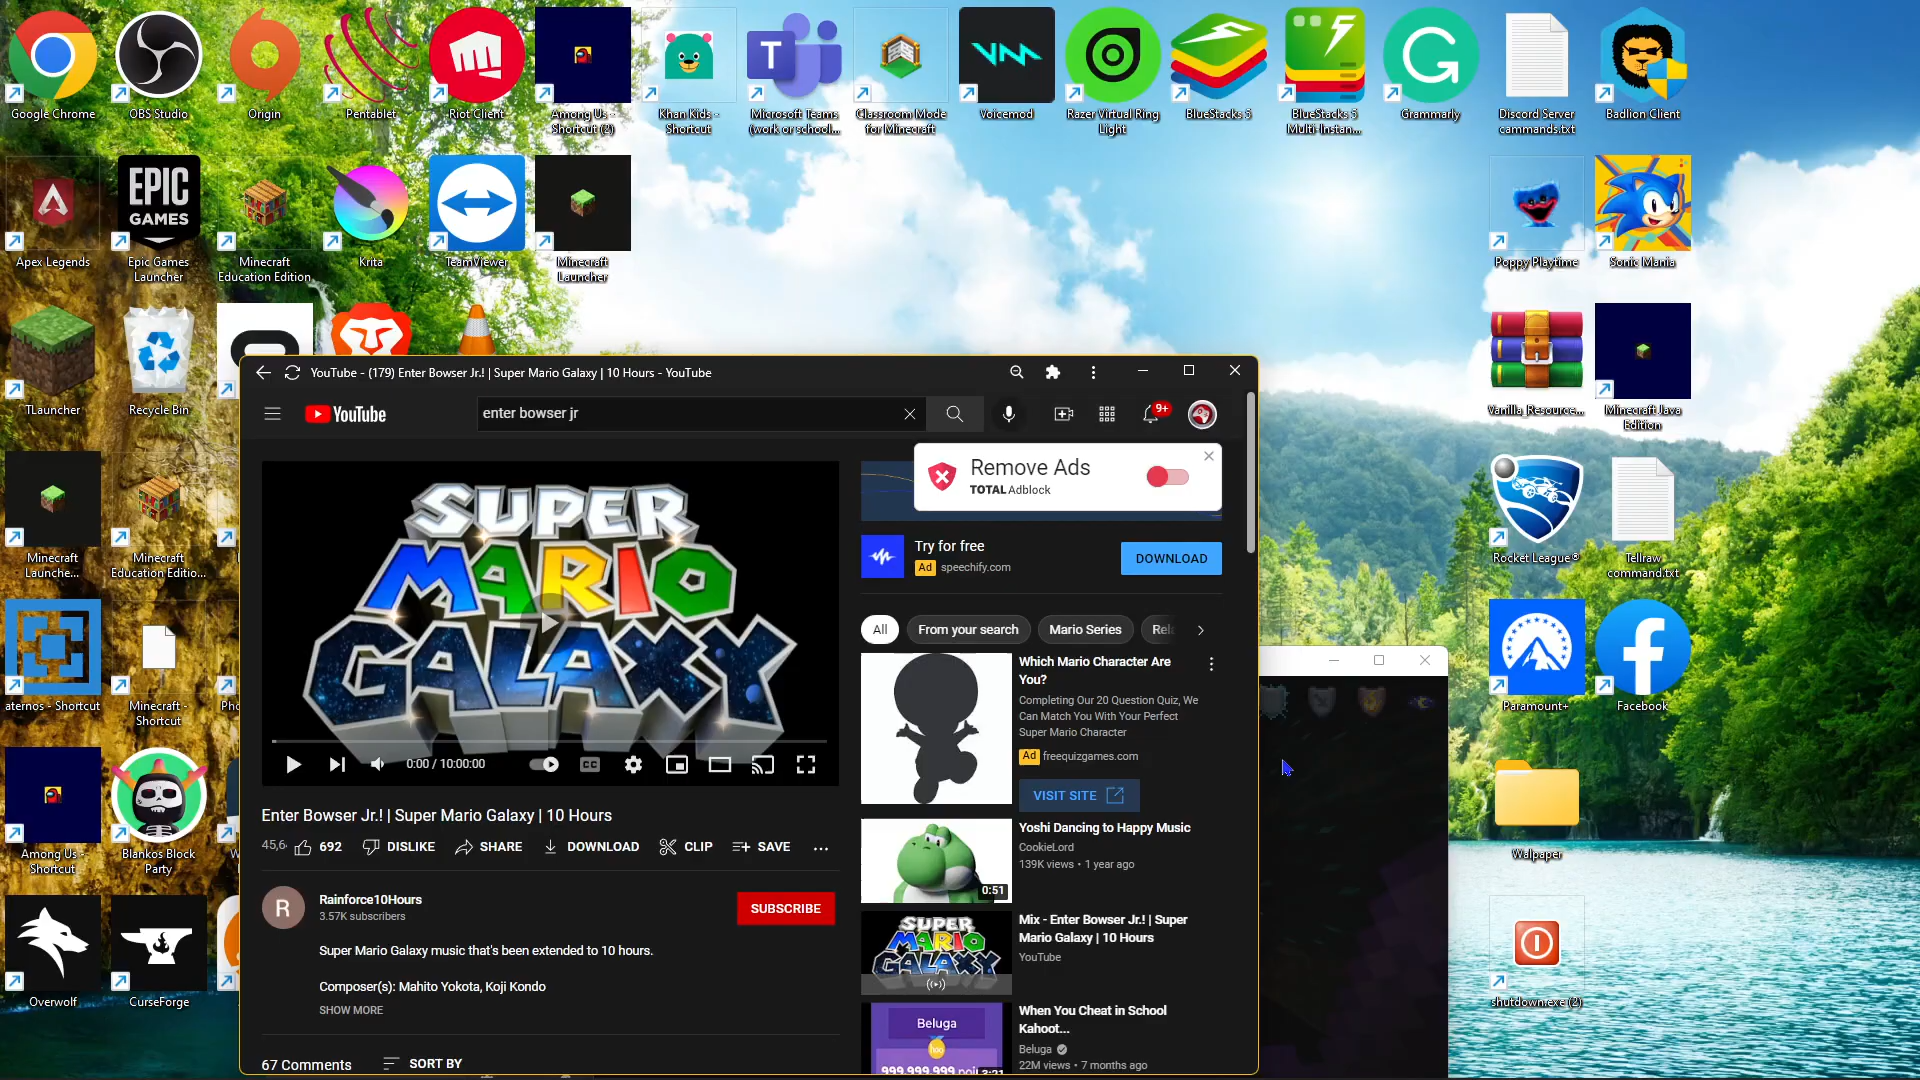 Google Chrome
OBS Studio
Origin
Pentablet
Riot Client
Among Us -
Shortcut (2)
Khan Kids -
Shortcut
Microsoft Teams
(work or school...
Classroom Mode
for Minecraft
Voicemod
Razer Virtual Ring
Light
BlueStacks 5
BlueStacks 5
Multi-Instan...
Grammarly
Discord Server
cammands.txt
Badlion Client
EPIC
GAMES
Apex Legends
Epic Games
Launcher
Minecraft
Education Edition
Krita
TeamViewer
Minecraft
Launcher
Poppy Playtime
Sonic Mania
TLauncher
Recycle Bin
Vanilla_Resource...
Minecraft Java
Edition
YouTube - (179) Enter Bowser Jr.! | Super Mario Galaxy | 10 Hours - YouTube
YouTube
enter bowser jr
9+
Remove Ads
TOTAL Adblock
SUPER
MARIO
GALAXY
Try for free
Ad speechify.com
DOWNLOAD
All
From your search
Mario Series
Which Mario Character Are
You?
Completing Our 20 Question Quiz, We
Can Match You With Your Perfect
Super Mario Character
Ad freequizgames.com
VISIT SITE
0:00 / 10:00:00
CC
Enter Bowser Jr.! | Super Mario Galaxy | 10 Hours
692
DISLIKE
SHARE
DOWNLOAD
CLIP
SAVE
Yoshi Dancing to Happy Music
CookieLord
139K views • 1 year ago
0:51
R
Rainforce10Hours
3.57K subscribers
SUBSCRIBE
Super Mario Galaxy music that's been extended to 10 hours.
Composer(s): Mahito Yokota, Koji Kondo
SHOW MORE
SUPER
MARIO
GALAXY
Mix - Enter Bowser Jr.! | Super
Mario Galaxy | 10 Hours
YouTube
Beluga
When You Cheat in School
Kahoot...
Beluga
22M views • 7 months ago
67 Comments
SORT BY
Minecraft
Launche...
Minecraft
Education Editio...
Rocket League®
Tellraw
command.txt
aternos - Shortcut
Minecraft -
Shortcut
Paramount+
Facebook
Among Us -
Shortcut
Blankos Block
Party
Walpaper
Overwolf
CurseForge
shutdown.exe (2)